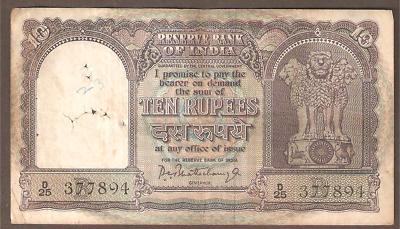 RESERVE BANK
OF INDIA
GUARANTEED BY THE CENTRAL GOVERNMENT
I promise to pay the
bearer on demand
the sum of
TEN RUPEES
दस रूपये
at any office of issue
FOR THE RESERVE BANK OF INDIA
GOVERNOR
D/25 377894
D/25 377894
10
10